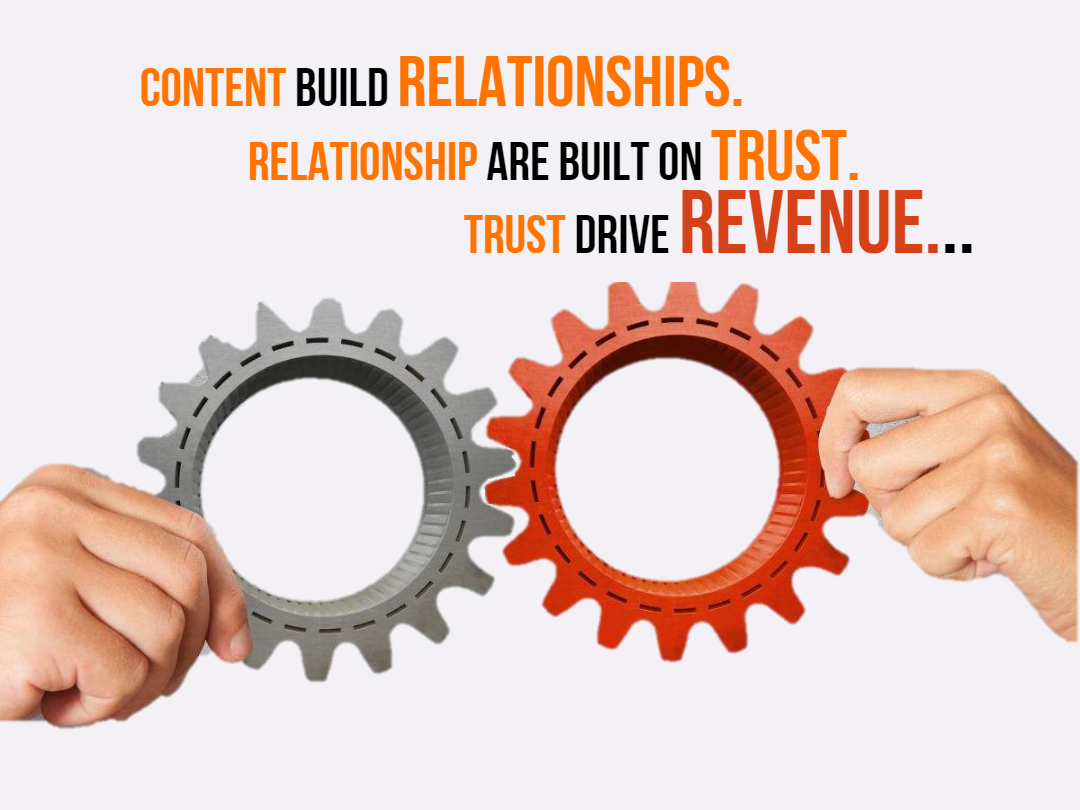 CONTENT BUILD RELATIONSHIPS.
RELATIONSHIP ARE BUILT ON TRUST.
TRUST DRIVE REVENUE...